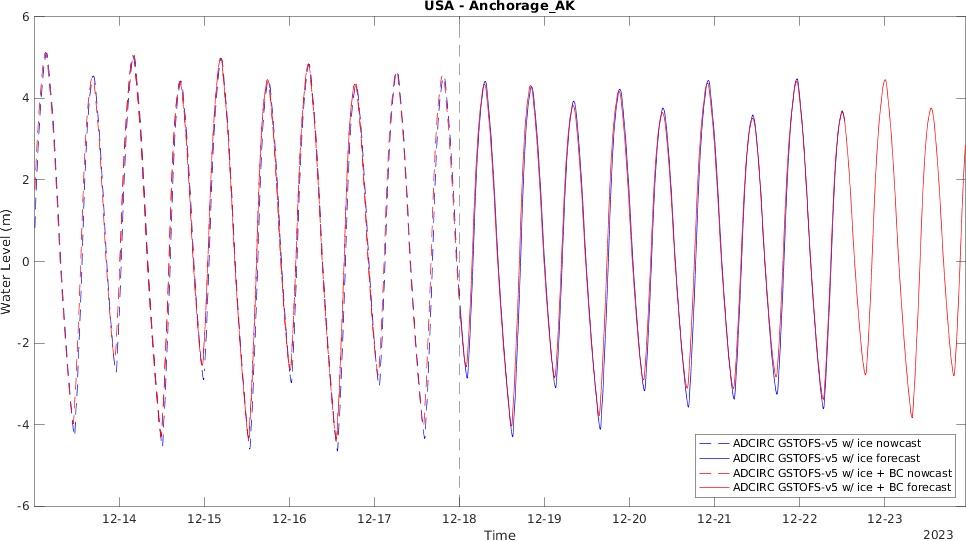 USA - Anchorage_AK
6
4
2
0
-2
-4
-6
Water Level (m)
12-14
12-15
12-16
12-17
12-18
12-19
12-20
12-21
12-22
12-23
Time
2023
ADCIRC GSTOFS-v5 w/ ice nowcast
ADCIRC GSTOFS-v5 w/ ice forecast
ADCIRC GSTOFS-v5 w/ ice + BC nowcast
ADCIRC GSTOFS-v5 w/ ice + BC forecast